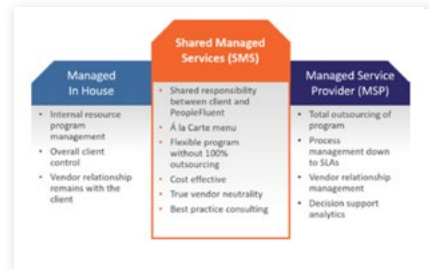 Managed
In House
• Internal resource
program
management
• Overall client
control
• Vendor relationship
remains with the
client
Shared Managed
Services (SMS)
• Shared responsibility
between client and
PeopleFluent
• Á la Carte menu
• Flexible program
without 100%
outsourcing
• Cost effective
• True vendor neutrality
• Best practice consulting
Managed Service
Provider (MSP)
• Total outsourcing of
program
• Process
management down
to SLAs
• Vendor relationship
management
• Decision support
analytics